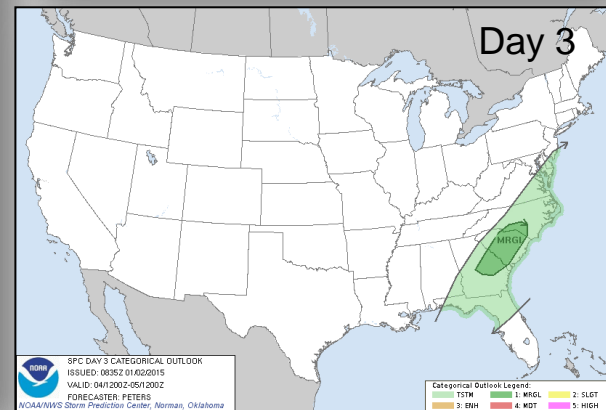 Day 3
MRGL
NOAA
SPC DAY 3 CATEGORICAL OUTLOOK
ISSUED: 0835Z 01/02/2015
VALID: 04/1200Z-05/1200Z
FORECASTER: PETERS
NOAA/NWS Storm Prediction Center, Norman, Oklahoma
Categorical Outlook Legend:
TSTM 1: MRGL 2: SLGT
3: ENH 4: MDT 5: HIGH